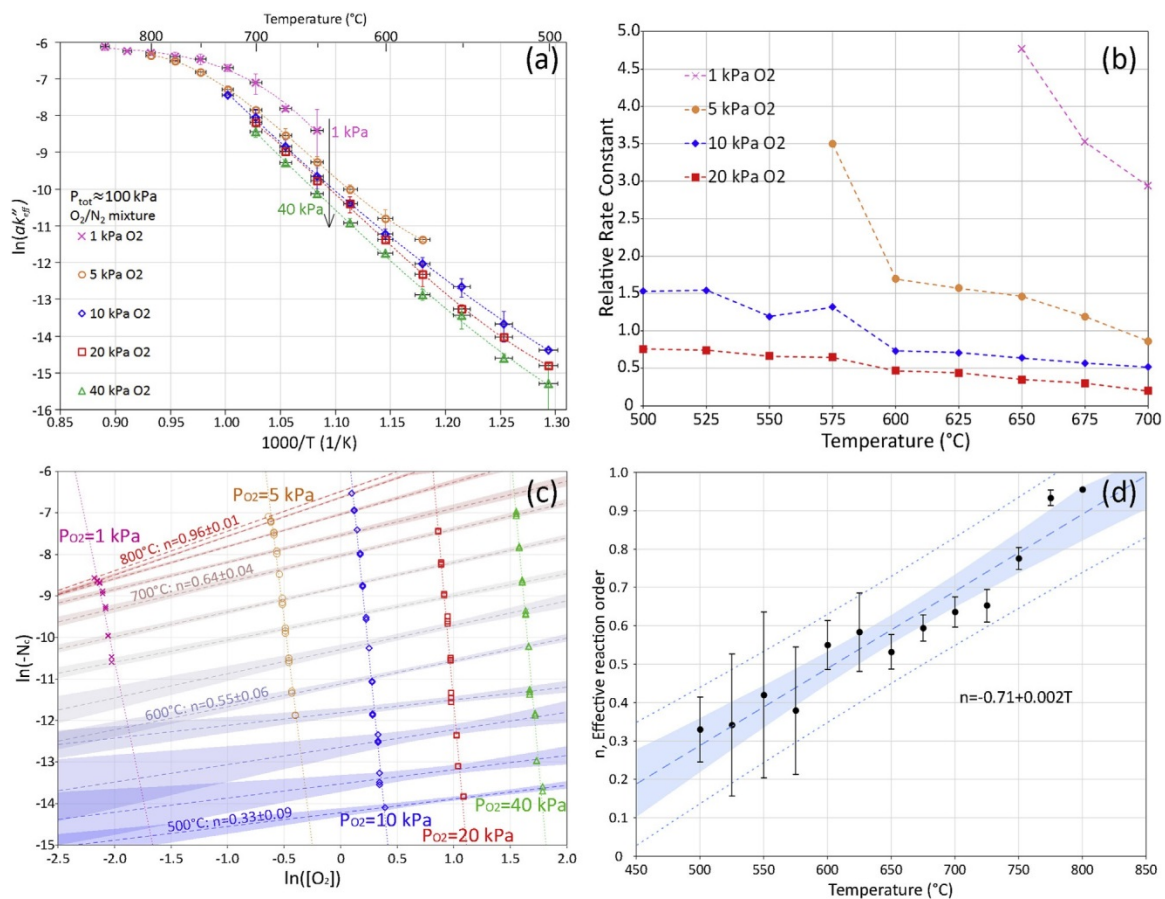 Temperature (°C)
800 700 600 500
-6
-7
-8
-9
-10
-11
-12
-13
-14
-15
-16
ln(αk″eff)
(a)
1 kPa
40 kPa
Ptot≈100 kPa
O2/N2 mixture
1 kPa O2
5 kPa O2
10 kPa O2
20 kPa O2
40 kPa O2
0.85 0.90 0.95 1.00 1.05 1.10 1.15 1.20 1.25 1.30
1000/T (1/K)
(b)
5.0
4.5
4.0
3.5
3.0
2.5
2.0
1.5
1.0
0.5
0
Relative Rate Constant
1 kPa O2
5 kPa O2
10 kPa O2
20 kPa O2
500 525 550 575 600 625 650 675 700
Temperature (°C)
(c)
-6
-7
-8
-9
-10
-11
-12
-13
-14
-15
ln(-Nc)
PO2=1 kPa
PO2=5 kPa
800°C: n=0.96±0.01
700°C: n=0.64±0.04
600°C: n=0.55±0.06
500°C: n=0.33±0.09
PO2=10 kPa
PO2=20 kPa
PO2=40 kPa
-2.5 -2.0 -1.5 -1.0 -0.5 0 0.5 1.0 1.5 2.0
ln([O2])
(d)
1.0
0.9
0.8
0.7
0.6
0.5
0.4
0.3
0.2
0.1
0
n, Effective reaction order
n=-0.71+0.002T
450 500 550 600 650 700 750 800 850
Temperature (°C)